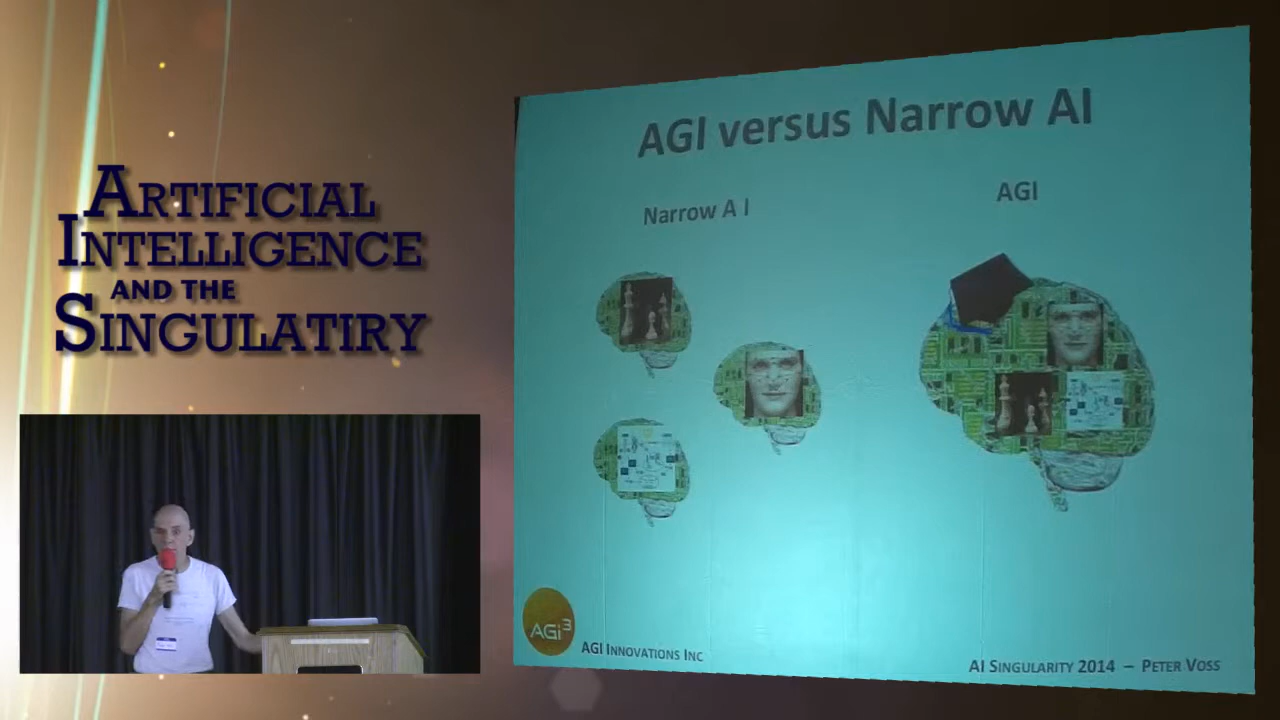 ARTIFICIAL
INTELLIGENCE
AND THE
SINGULATIRY
AGI versus Narrow AI
Narrow A I
AGI
AGi3
AGI INNOVATIONS INC
AI SINGULARITY 2014 – PETER VOSS